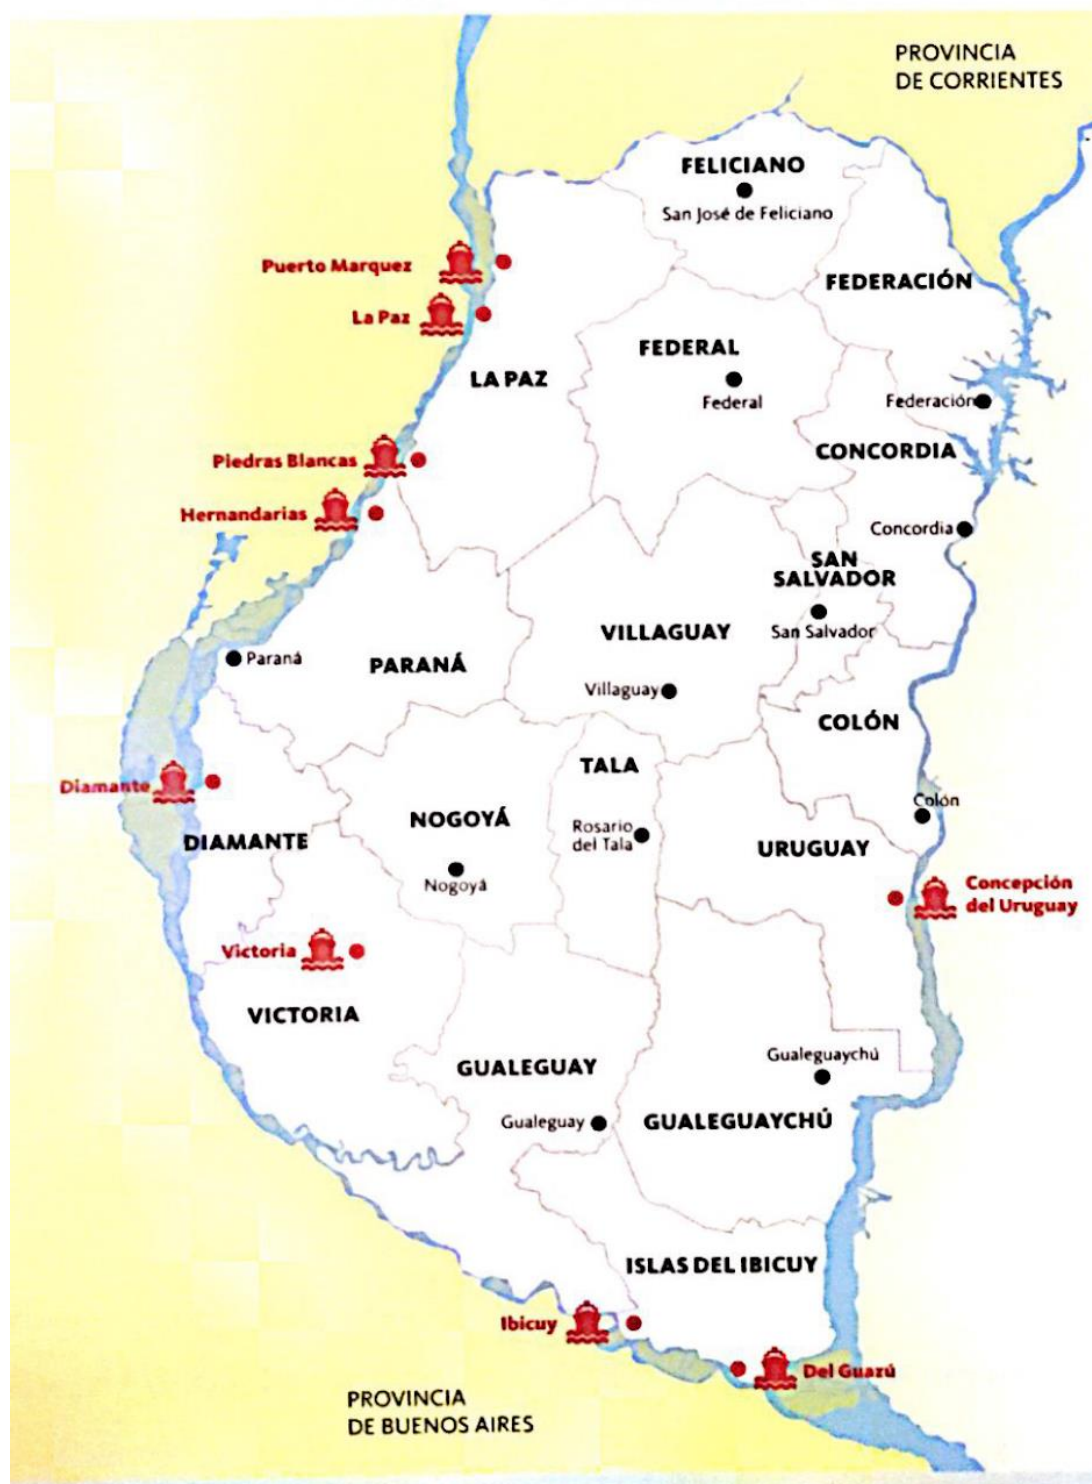 PROVINCIA
DE CORRIENTES
FELICIANO
San José de Feliciano
Puerto Marquez
FEDERACIÓN
La Paz
FEDERAL
LA PAZ
Federal
Federación
CONCORDIA
Piedras Blancas
Hernandarias
Concordia
SAN
SALVADOR
San Salvador
VILLAGUAY
Paraná
PARANÁ
Villaguay
COLÓN
TALA
Diamante
Colón
NOGOYÁ
Rosario
del Tala
DIAMANTE
URUGUAY
Nogoyá
Concepción
del Uruguay
Victoria
VICTORIA
Gualeguaychú
GUALEGUAY
Gualeguay
GUALEGUAYCHÚ
ISLAS DEL IBICUY
Ibicuy
Del Guazú
PROVINCIA
DE BUENOS AIRES